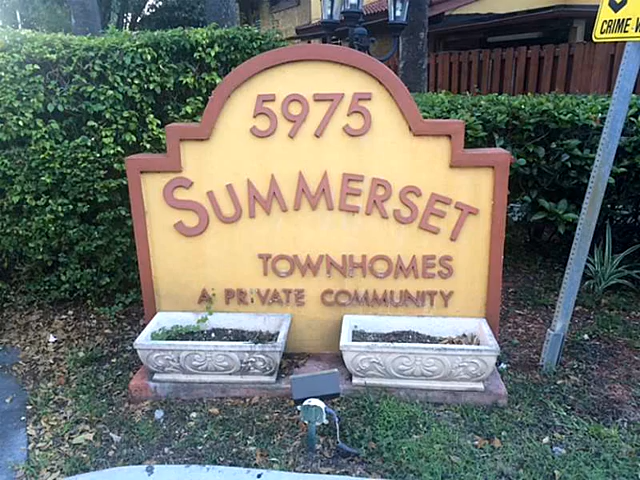 CRIME
5975
SUMMERSET
TOWNHOMES
A PRIVATE COMMUNITY